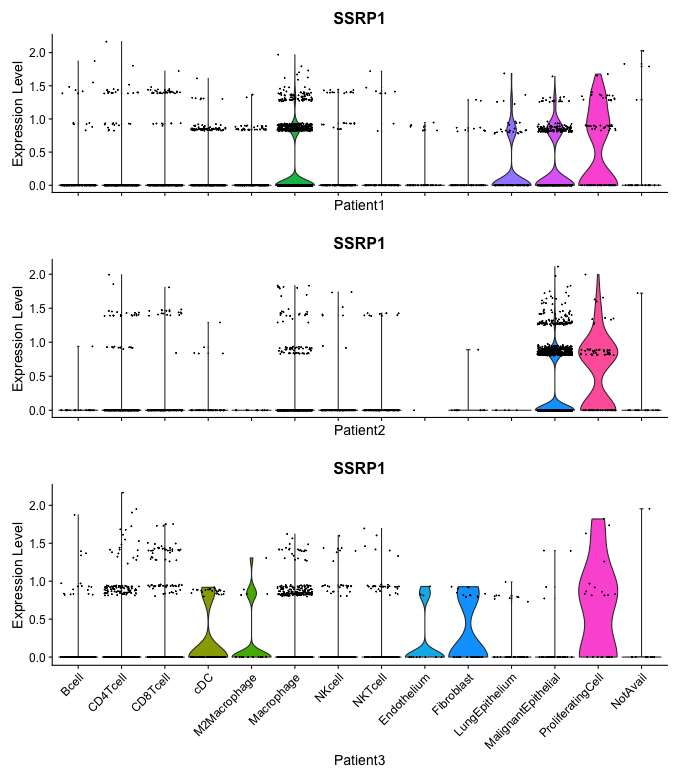 SSRP1
Expression Level
2.0
1.5
1.0
0.5
0.0
Patient1
SSRP1
Expression Level
2.0
1.5
1.0
0.5
0.0
Patient2
SSRP1
Expression Level
2.0
1.5
1.0
0.5
0.0
Bcell
CD4Tcell
CD8Tcell
cDC
M2Macrophage
Macrophage
NKcell
NKTcell
Endothelium
Fibroblast
LungEpithelium
MalignantEpithelial
ProliferatingCell
NotAvail
Patient3